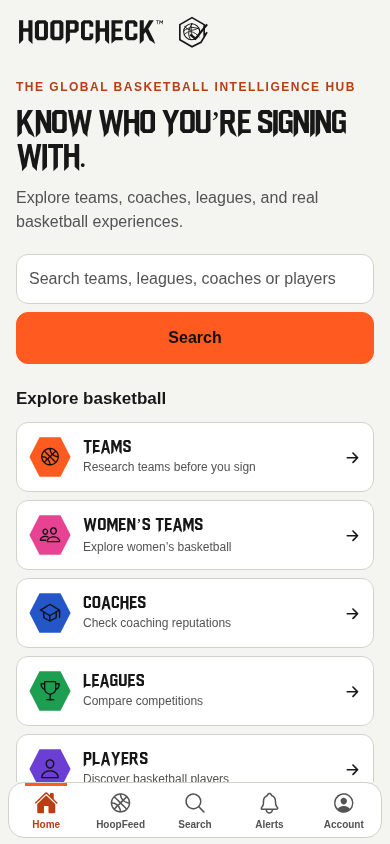 HOOPCHECK™
THE GLOBAL BASKETBALL INTELLIGENCE HUB
KNOW WHO YOU'RE SIGNING
WITH.
Explore teams, coaches, leagues, and real
basketball experiences.
Search teams, leagues, coaches or players
Search
Explore basketball
TEAMS
Research teams before you sign
WOMEN'S TEAMS
Explore women's basketball
COACHES
Check coaching reputations
LEAGUES
Compare competitions
PLAYERS
Discover basketball players
Home
HoopFeed
Search
Alerts
Account